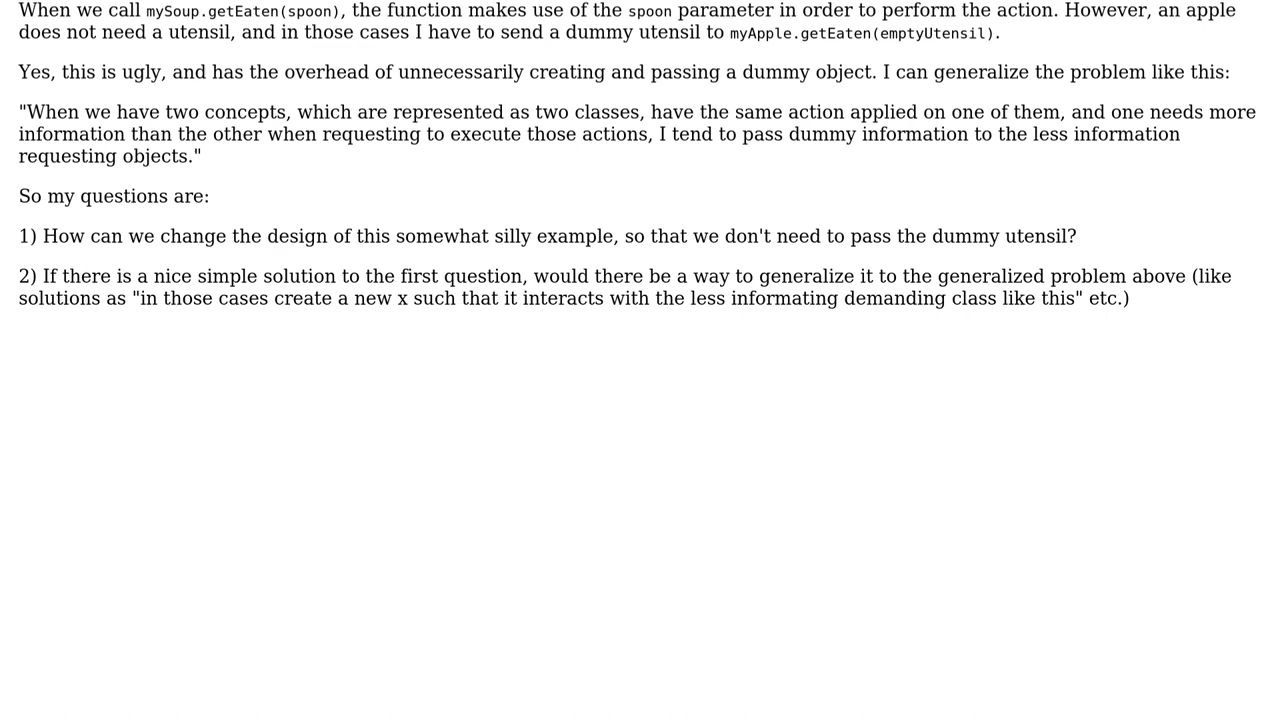 When we call mySoup.getEaten(spoon), the function makes use of the spoon parameter in order to perform the action. However, an apple
does not need a utensil, and in those cases I have to send a dummy utensil to myApple.getEaten(emptyUtensil).
Yes, this is ugly, and has the overhead of unnecessarily creating and passing a dummy object. I can generalize the problem like this:
"When we have two concepts, which are represented as two classes, have the same action applied on one of them, and one needs more
information than the other when requesting to execute those actions, I tend to pass dummy information to the less information
requesting objects."
So my questions are:
1) How can we change the design of this somewhat silly example, so that we don't need to pass the dummy utensil?
2) If there is a nice simple solution to the first question, would there be a way to generalize it to the generalized problem above (like
solutions as "in those cases create a new x such that it interacts with the less informating demanding class like this" etc.)